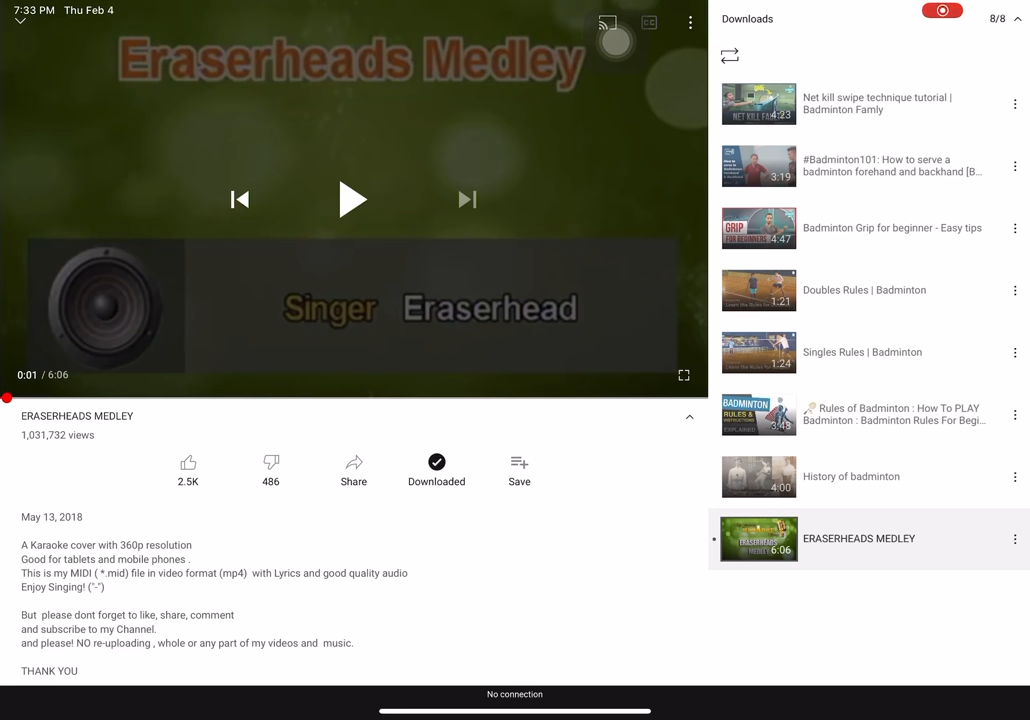 7:33 PM Thu Feb 4
Eraserheads Medley
CC
Singer Eraserhead
0:01 / 6:06
ERASERHEADS MEDLEY
1,031,732 views
2.5K
486
Share
Downloaded
Save
May 13, 2018
A Karaoke cover with 360p resolution
Good for tablets and mobile phones .
This is my MIDI ( *.mid) file in video format (mp4)  with Lyrics and good quality audio
Enjoy Singing! ("-")
But  please dont forget to like, share, comment
and subscribe to my Channel.
and please! NO re-uploading , whole or any part of my videos and  music.
THANK YOU
Downloads
8/8
4:23
Net kill swipe technique tutorial |
Badminton Famly
3:19
#Badminton101: How to serve a
badminton forehand and backhand [B...
GRIP
FOR BEGINNERS
4:47
Badminton Grip for beginner - Easy tips
1:21
Doubles Rules | Badminton
1:24
Singles Rules | Badminton
BADMINTON
RULES &
EXPLAINED
3:48
Rules of Badminton : How To PLAY
Badminton : Badminton Rules For Begi...
4:00
History of badminton
ERASERHEADS
MEDLEY
6:06
ERASERHEADS MEDLEY
No connection